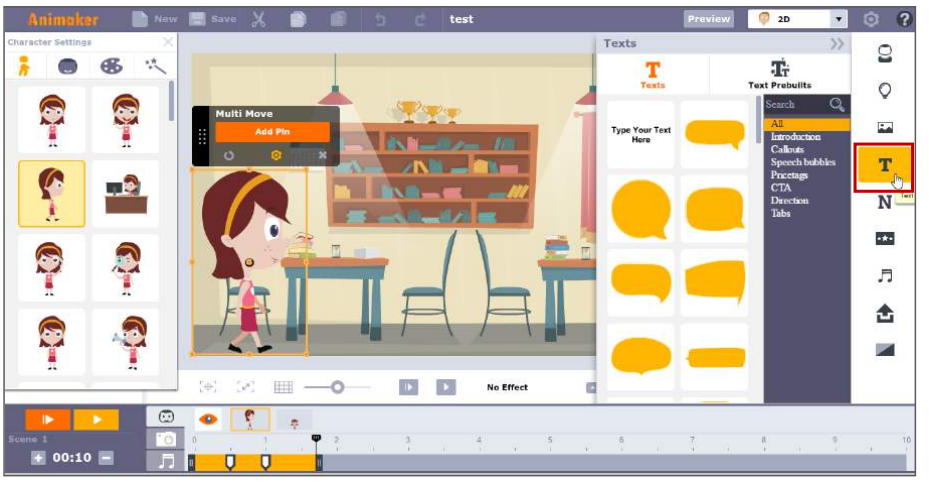 Animaker
New
Save
test
Preview
2D
?
Character Settings
Multi Move
Add Pin
Texts
T
Texts
Text Prebuilts
Type Your Text
Here
Search
All
Introduction
Callouts
Speech bubbles
Pricetags
CTA
Direction
Tabs
T
Text
N
No Effect
Scene 1
00:10
0 1 2 3 4 5 6 7 8 9 10